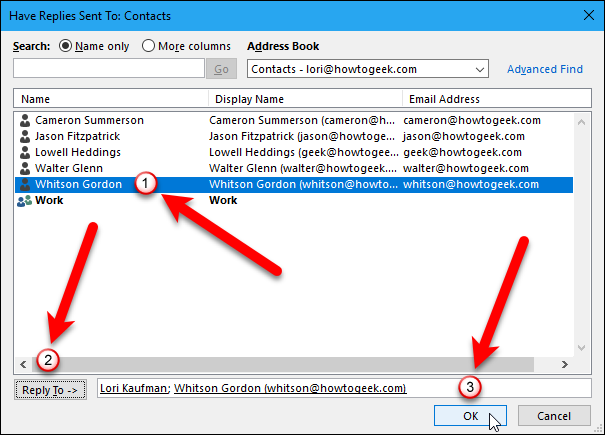 Have Replies Sent To: Contacts
Search: Name only More columns Address Book
Go Contacts - lori@howtogeek.com Advanced Find
Name Display Name Email Address
Cameron Summerson Cameron Summerson (cameron@... cameron@howtogeek.com
Jason Fitzpatrick Jason Fitzpatrick (jason@howtoge... jason@howtogeek.com
Lowell Heddings Lowell Heddings (geek@howtoge... geek@howtogeek.com
Walter Glenn Walter Glenn (walter@howtogeek.... walter@howtogeek.com
Whitson Gordon 1 Whitson Gordon (whitson@howto... whitson@howtogeek.com
Work Work
2
Reply To -> Lori Kaufman; Whitson Gordon (whitson@howtogeek.com) 3
OK Cancel